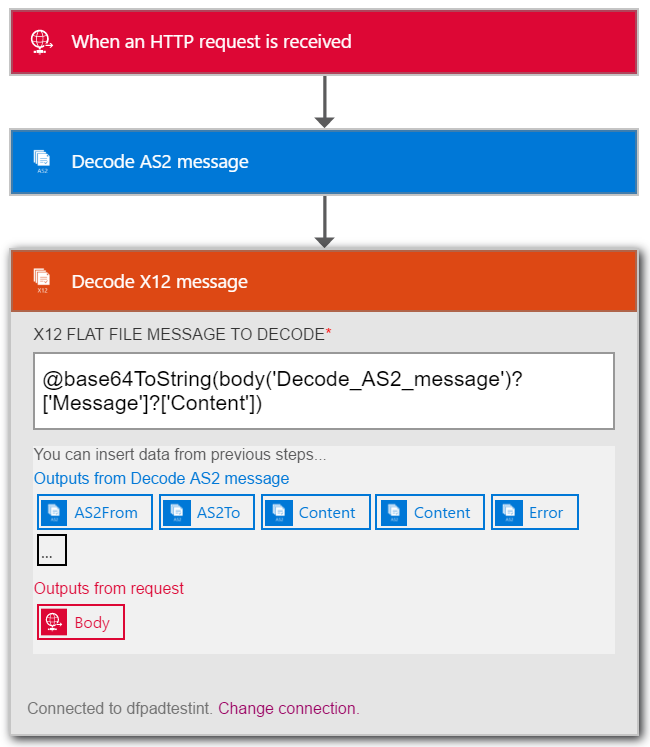 When an HTTP request is received
AS2
Decode AS2 message
X12
Decode X12 message
X12 FLAT FILE MESSAGE TO DECODE*
@base64ToString(body('Decode_AS2_message')?
['Message']?['Content'])
You can insert data from previous steps...
Outputs from Decode AS2 message
AS2From AS2To Content Content Error
...
Outputs from request
Body
Connected to dfpadtestint. Change connection.